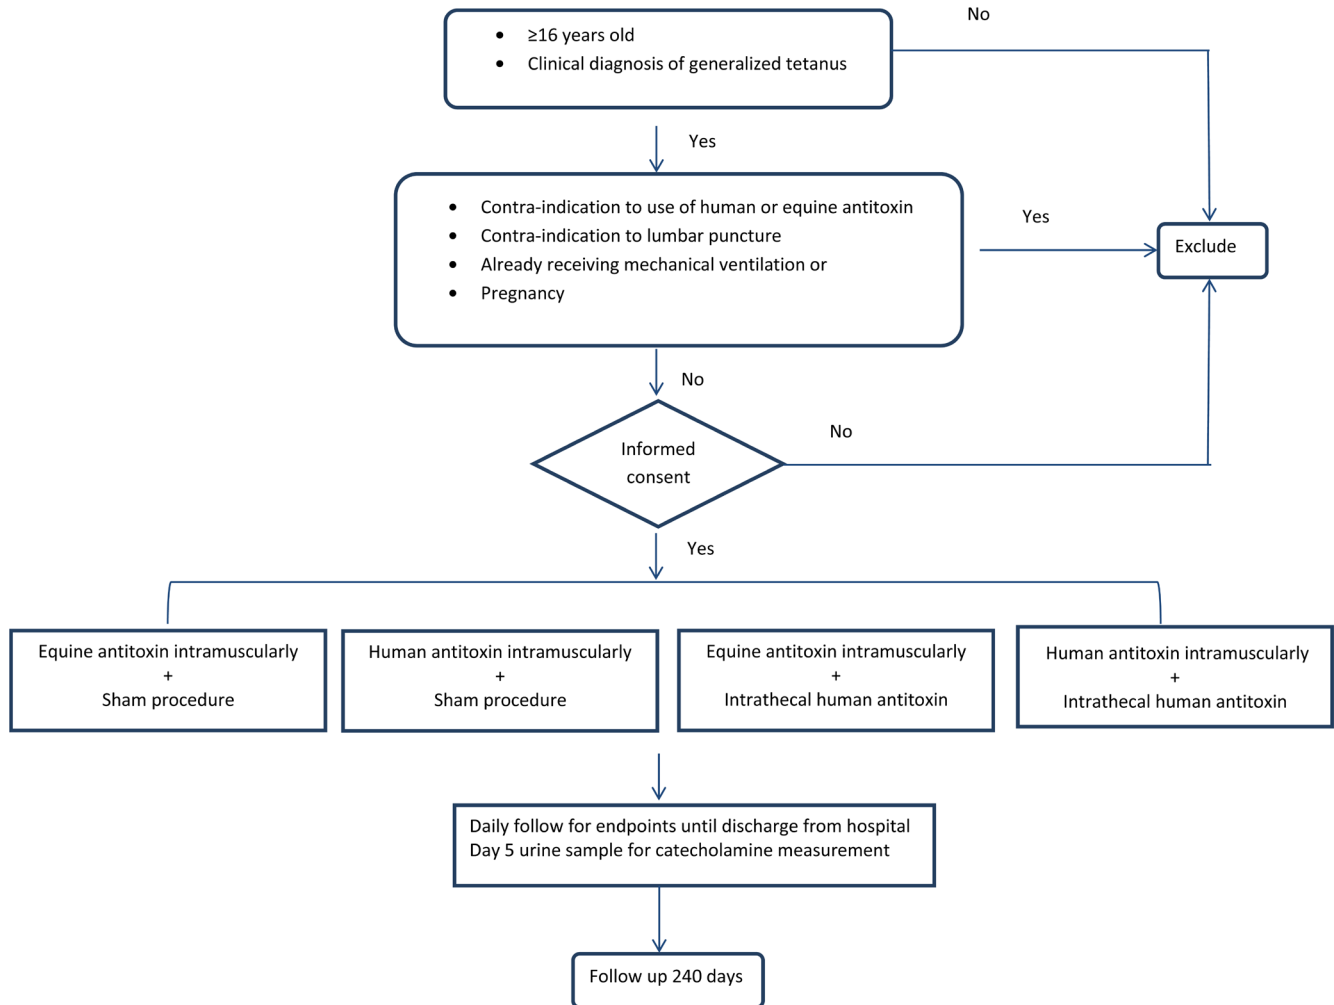 No
• ≥16 years old
• Clinical diagnosis of generalized tetanus
Yes
• Contra-indication to use of human or equine antitoxin
• Contra-indication to lumbar puncture
• Already receiving mechanical ventilation or
• Pregnancy
Yes
Exclude
No
Informed
consent
No
Yes
Equine antitoxin intramuscularly
+
Sham procedure
Human antitoxin intramuscularly
+
Sham procedure
Equine antitoxin intramuscularly
+
Intrathecal human antitoxin
Human antitoxin intramuscularly
+
Intrathecal human antitoxin
Daily follow for endpoints until discharge from hospital
Day 5 urine sample for catecholamine measurement
Follow up 240 days